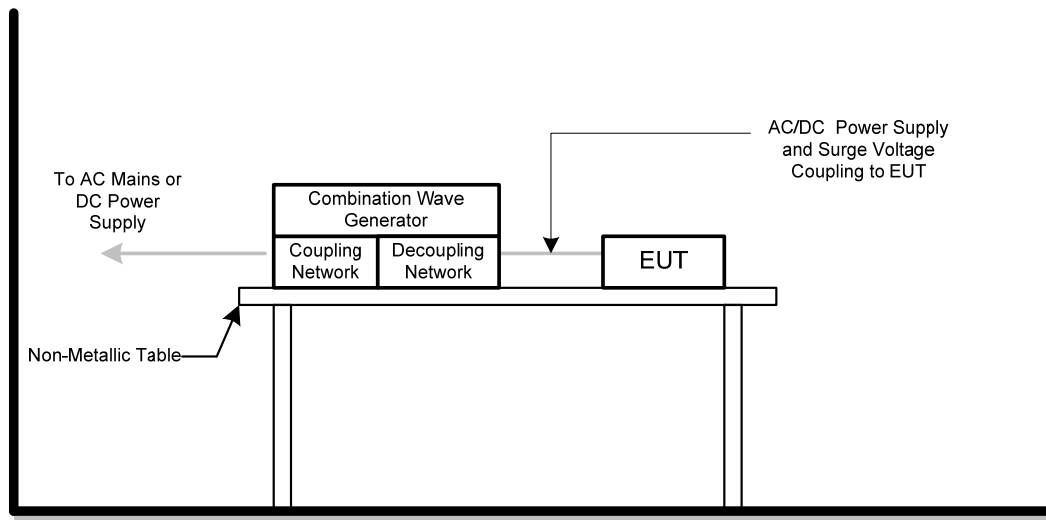 To AC Mains or
DC Power
Supply
Combination Wave
Generator
Coupling
Network
Decoupling
Network
AC/DC Power Supply
and Surge Voltage
Coupling to EUT
EUT
Non-Metallic Table